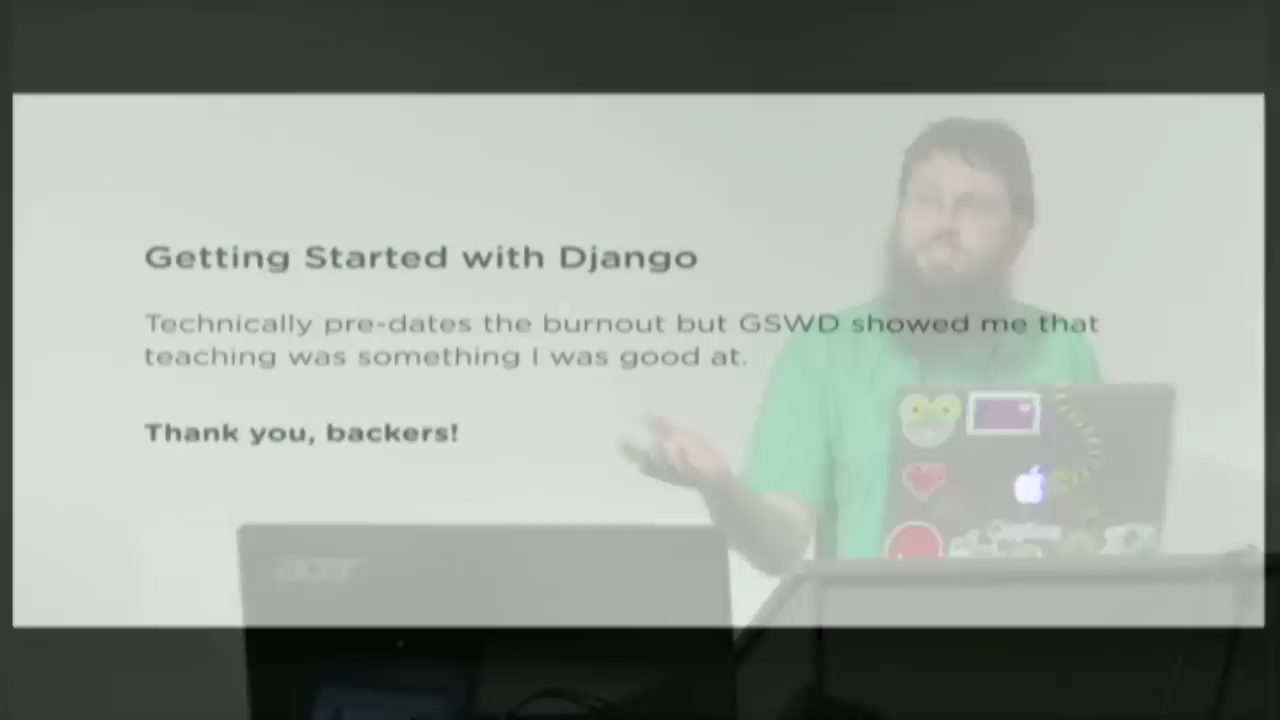 Getting Started with Django
Technically pre-dates the burnout but GSWD showed me that
teaching was something I was good at.
Thank you, backers!
acer